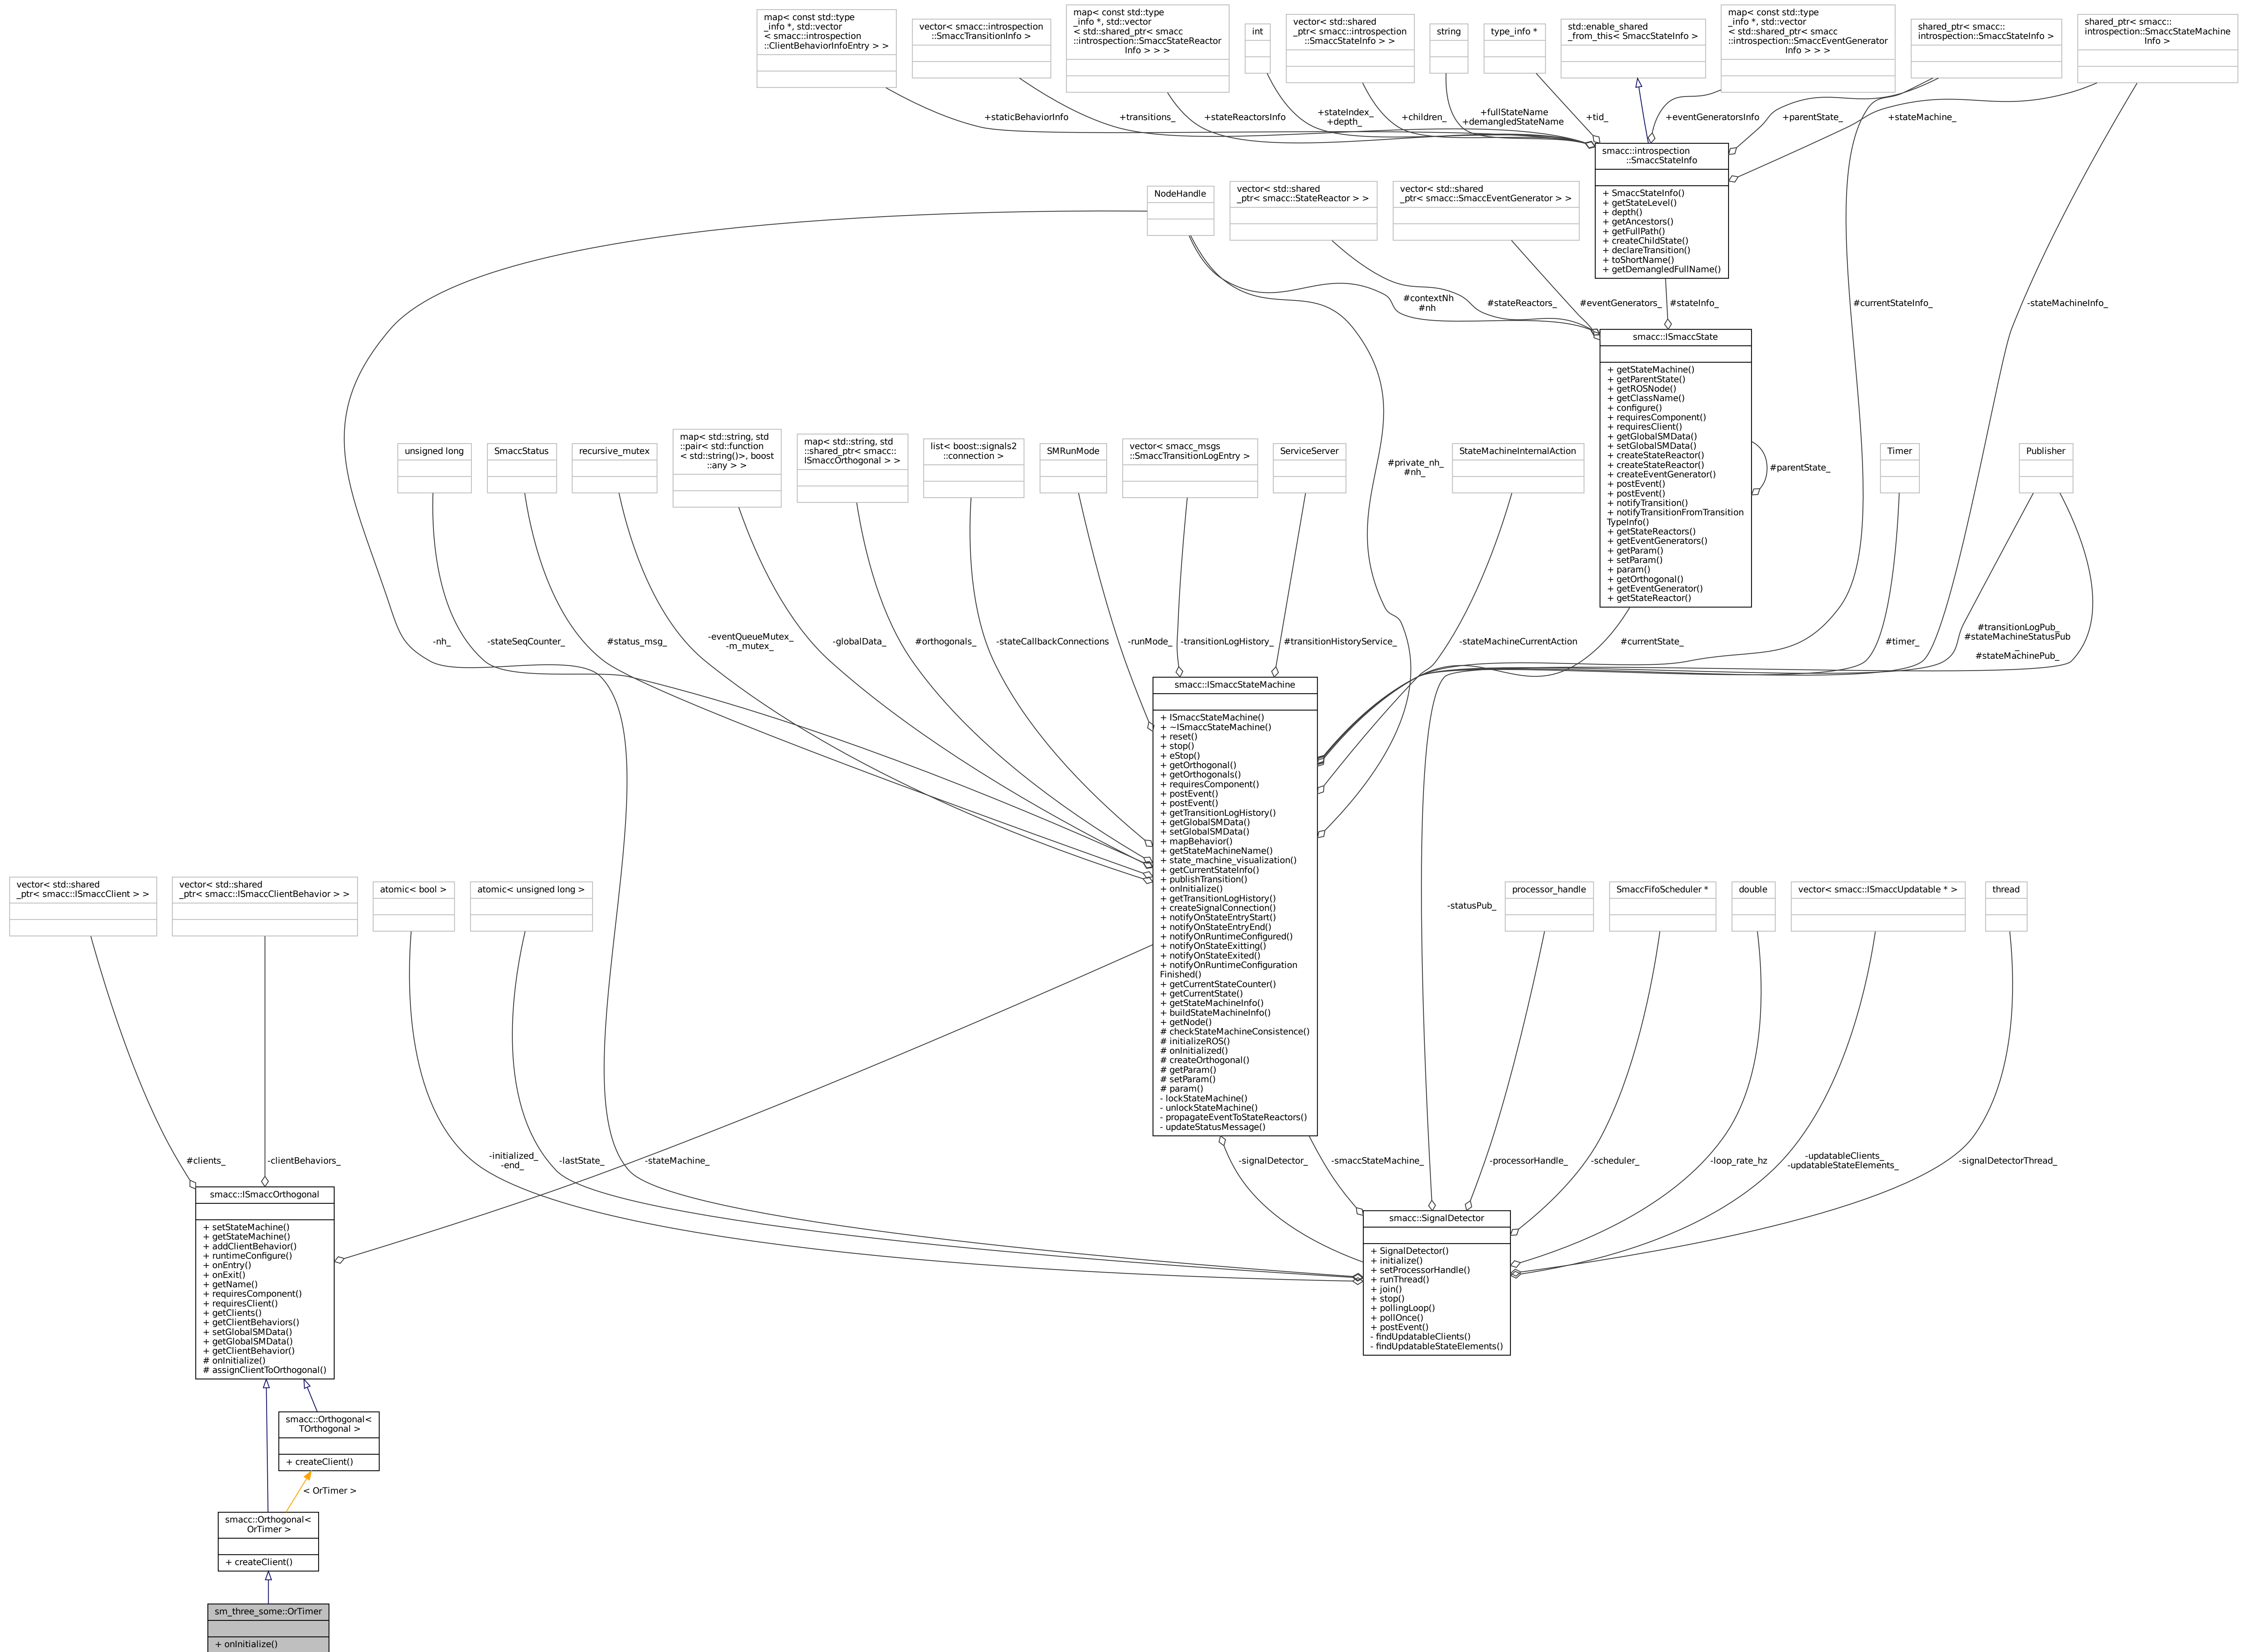 map< const std::type
_info *, std::vector
< smacc::introspection
::ClientBehaviorInfoEntry > >
vector< smacc::introspection
::SmaccTransitionInfo >
map< const std::type
_info *, std::vector
< std::shared_ptr< smacc
::introspection::SmaccStateReactor
Info > > >
int
vector< std::shared
_ptr< smacc::introspection
::SmaccStateInfo > >
string
type_info *
std::enable_shared
_from_this< SmaccStateInfo >
map< const std::type
_info *, std::vector
< std::shared_ptr< smacc
::introspection::SmaccEventGenerator
Info > > >
shared_ptr< smacc::
introspection::SmaccStateInfo >
shared_ptr< smacc::
introspection::SmaccStateMachine
Info >
+staticBehaviorInfo
+transitions_
+stateReactorsInfo
+stateIndex_
+depth_
+children_
+fullStateName
+demangledStateName
+tid_
+eventGeneratorsInfo
+parentState_
+stateMachine_
smacc::introspection
::SmaccStateInfo
+ SmaccStateInfo()
+ getStateLevel()
+ depth()
+ getAncestors()
+ getFullPath()
+ createChildState()
+ declareTransition()
+ toShortName()
+ getDemangledFullName()
NodeHandle
vector< std::shared
_ptr< smacc::StateReactor > >
vector< std::shared
_ptr< smacc::SmaccEventGenerator > >
#contextNh
#nh
#stateReactors_
#eventGenerators_
#stateInfo_
#currentStateInfo_
-stateMachineInfo_
smacc::ISmaccState
+ getStateMachine()
+ getParentState()
+ getROSNode()
+ getClassName()
+ configure()
+ requiresComponent()
+ requiresClient()
+ getGlobalSMData()
+ setGlobalSMData()
+ createStateReactor()
+ createStateReactor()
+ createEventGenerator()
+ postEvent()
+ postEvent()
+ notifyTransition()
+ notifyTransitionFromTransition
TypeInfo()
+ getStateReactors()
+ getEventGenerators()
+ getParam()
+ setParam()
+ param()
+ getOrthogonal()
+ getEventGenerator()
+ getStateReactor()
#parentState_
unsigned long
SmaccStatus
recursive_mutex
map< std::string, std
::pair< std::function
< std::string()>, boost
::any > >
map< std::string, std
::shared_ptr< smacc::
ISmaccOrthogonal > >
list< boost::signals2
::connection >
SMRunMode
vector< smacc_msgs
::SmaccTransitionLogEntry >
ServiceServer
#private_nh_
#nh_
StateMachineInternalAction
Timer
Publisher
-nh_
-stateSeqCounter_
#status_msg_
-eventQueueMutex_
-m_mutex_
-globalData_
#orthogonals_
-stateCallbackConnections
-runMode_
-transitionLogHistory_
#transitionHistoryService_
-stateMachineCurrentAction
#currentState_
#timer_
#transitionLogPub_
#stateMachineStatusPub
_
#stateMachinePub_
smacc::ISmaccStateMachine
+ ISmaccStateMachine()
+ ~ISmaccStateMachine()
+ reset()
+ stop()
+ eStop()
+ getOrthogonal()
+ getOrthogonals()
+ requiresComponent()
+ postEvent()
+ postEvent()
+ getTransitionLogHistory()
+ getGlobalSMData()
+ setGlobalSMData()
+ mapBehavior()
+ getStateMachineName()
+ state_machine_visualization()
+ getCurrentStateInfo()
+ publishTransition()
+ onInitialize()
+ getTransitionLogHistory()
+ createSignalConnection()
+ notifyOnStateEntryStart()
+ notifyOnStateEntryEnd()
+ notifyOnRuntimeConfigured()
+ notifyOnStateExitting()
+ notifyOnStateExited()
+ notifyOnRuntimeConfiguration
Finished()
+ getCurrentStateCounter()
+ getCurrentState()
+ getStateMachineInfo()
+ buildStateMachineInfo()
+ getNode()
# checkStateMachineConsistence()
# initializeROS()
# onInitialized()
# createOrthogonal()
# getParam()
# setParam()
# param()
- lockStateMachine()
- unlockStateMachine()
- propagateEventToStateReactors()
- updateStatusMessage()
vector< std::shared
_ptr< smacc::ISmaccClient > >
vector< std::shared
_ptr< smacc::ISmaccClientBehavior > >
atomic< bool >
atomic< unsigned long >
-statusPub_
processor_handle
SmaccFifoScheduler *
double
vector< smacc::ISmaccUpdatable * >
thread
#clients_
-clientBehaviors_
-initialized_
-end_
-lastState_
-stateMachine_
-signalDetector_
-smaccStateMachine_
-processorHandle_
-scheduler_
-loop_rate_hz
-updatableClients_
-updatableStateElements_
-signalDetectorThread_
smacc::ISmaccOrthogonal
+ setStateMachine()
+ getStateMachine()
+ addClientBehavior()
+ runtimeConfigure()
+ onEntry()
+ onExit()
+ getName()
+ requiresComponent()
+ requiresClient()
+ getClients()
+ getClientBehaviors()
+ setGlobalSMData()
+ getGlobalSMData()
+ getClientBehavior()
# onInitialize()
# assignClientToOrthogonal()
smacc::SignalDetector
+ SignalDetector()
+ initialize()
+ setProcessorHandle()
+ runThread()
+ join()
+ stop()
+ pollingLoop()
+ pollOnce()
+ postEvent()
- findUpdatableClients()
- findUpdatableStateElements()
smacc::Orthogonal<
TOrthogonal >
+ createClient()
< OrTimer >
smacc::Orthogonal<
OrTimer >
+ createClient()
sm_three_some::OrTimer
+ onInitialize()